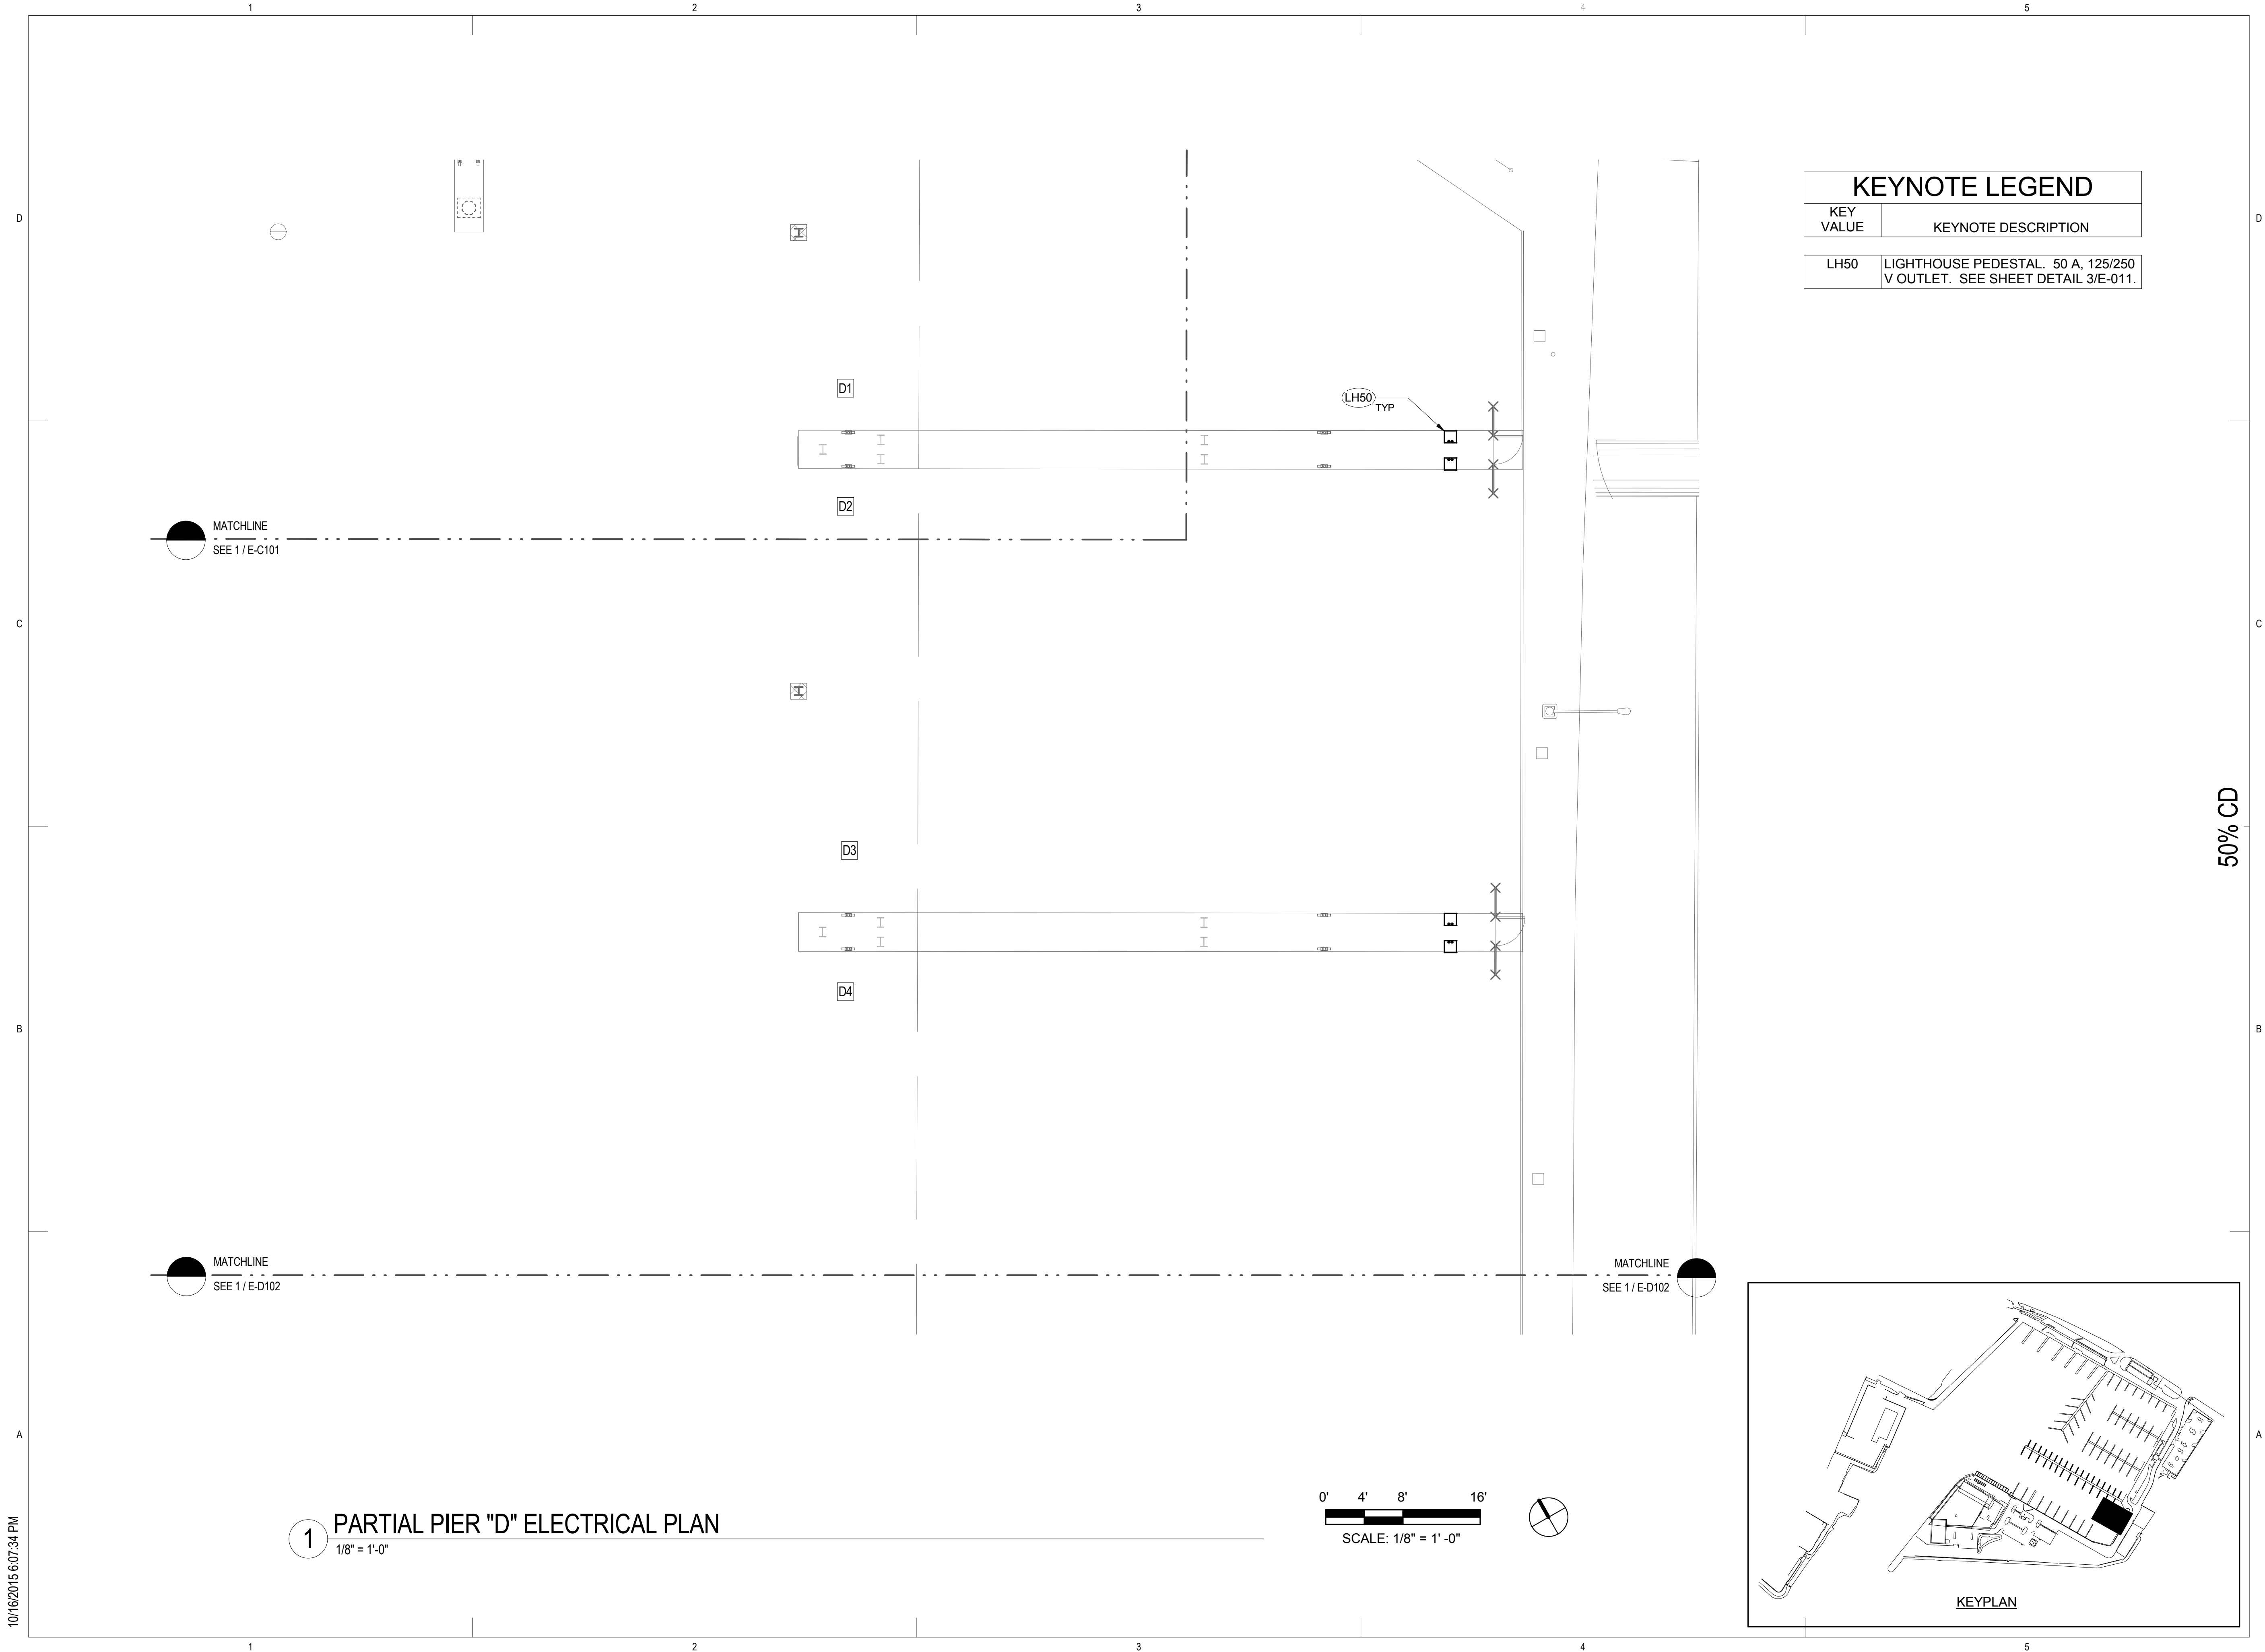 1 2 3 4 5
D D
C C
B B
A A
KEYNOTE LEGEND
KEY
VALUE
KEYNOTE DESCRIPTION
LH50
LIGHTHOUSE PEDESTAL. 50 A, 125/250
V OUTLET. SEE SHEET DETAIL 3/E-011.
D1
LH50
TYP
D2
MATCHLINE
SEE 1 / E-C101
D3
D4
50% CD
MATCHLINE
SEE 1 / E-D102
MATCHLINE
SEE 1 / E-D102
1
PARTIAL PIER "D" ELECTRICAL PLAN
1/8" = 1'-0"
0' 4' 8' 16'
SCALE: 1/8" = 1' -0"
KEYPLAN
10/16/2015 6:07:34 PM
1 2 3 4 5